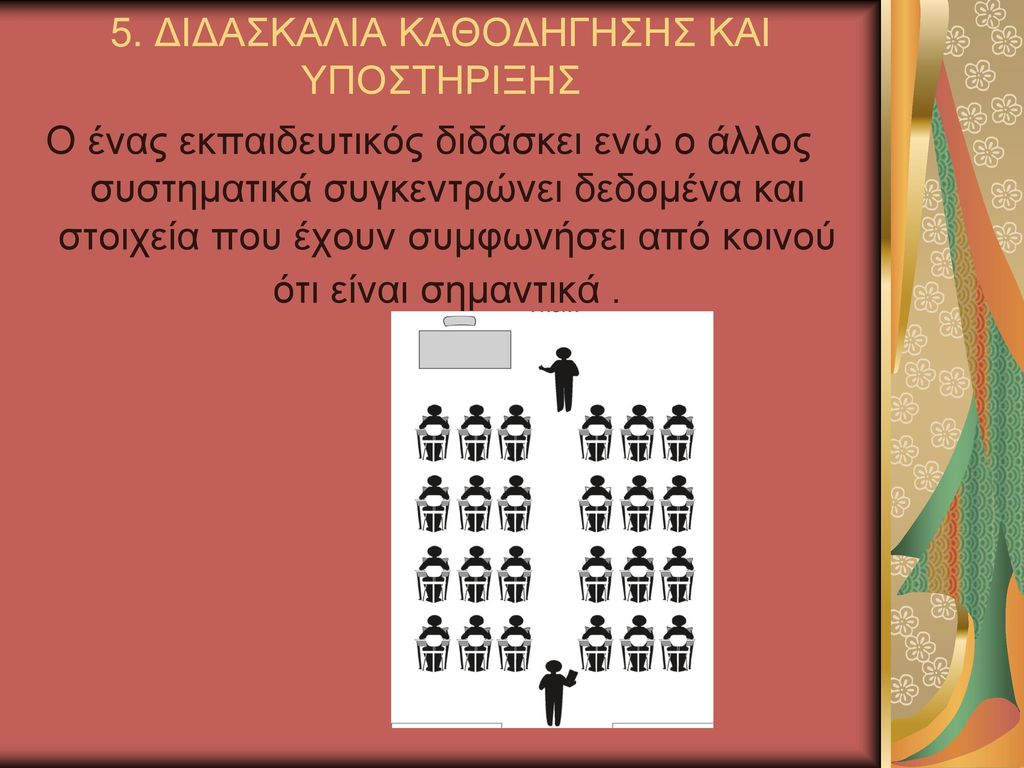 5. ΔΙΔΑΣΚΑΛΙΑ ΚΑΘΟΔΗΓΗΣΗΣ ΚΑΙ
ΥΠΟΣΤΗΡΙΞΗΣ
Ο ένας εκπαιδευτικός διδάσκει ενώ ο άλλος
συστηματικά συγκεντρώνει δεδομένα και
στοιχεία που έχουν συμφωνήσει από κοινού
ότι είναι σημαντικά .